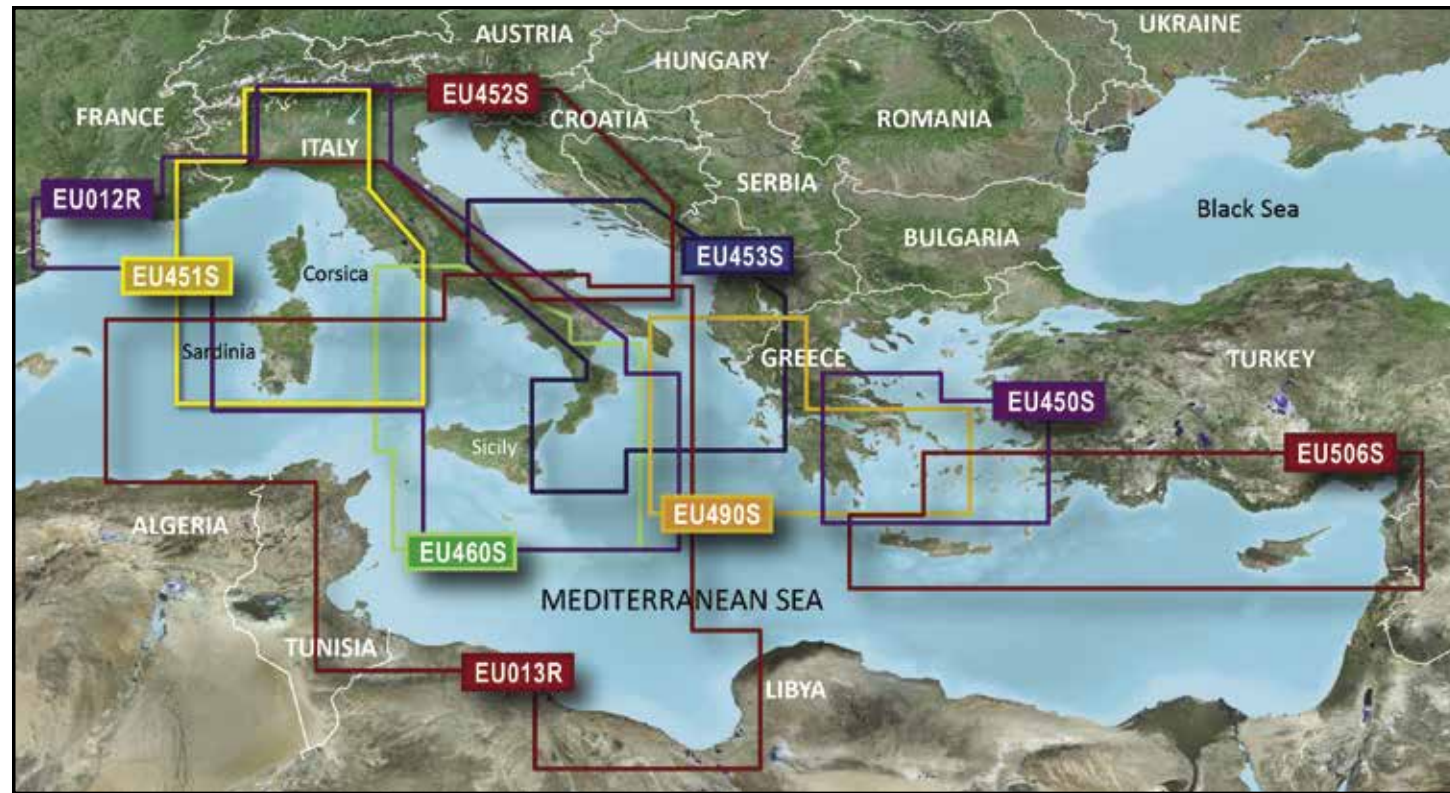 UKRAINE
AUSTRIA
HUNGARY
FRANCE
EU452S
CROATIA
ROMANIA
ITALY
SERBIA
EU012R
Black Sea
BULGARIA
EU453S
EU451S
Corsica
Sardinia
GREECE
TURKEY
EU450S
Sicily
EU506S
EU490S
ALGERIA
EU460S
MEDITERRANEAN SEA
TUNISIA
EU013R
LIBYA